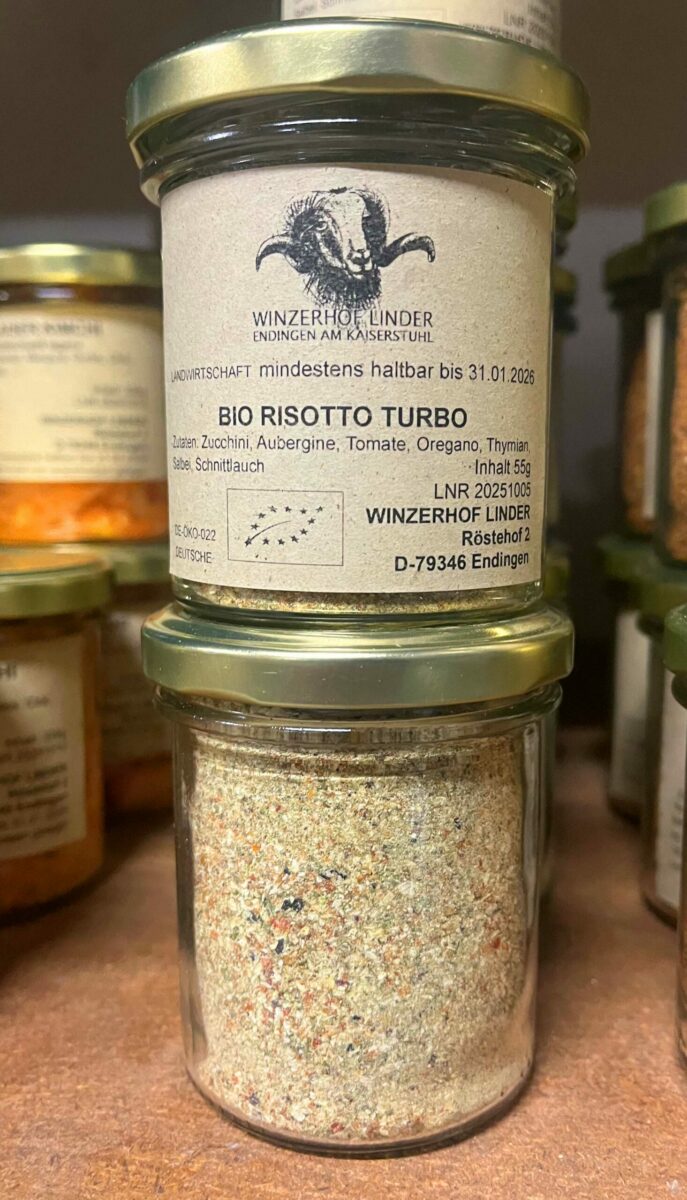 WINZERHOF LINDER
ENDINGEN AM KAISERSTUHL
LANDWIRTSCHAFT mindestens haltbar bis 31.01.2026
BIO RISOTTO TURBO
Zutaten: Zucchini, Aubergine, Tomate, Oregano, Thymian,
Salbei, Schnittlauch
Inhalt 55g
LNR 20251005
DE-ÖKO-022
DEUTSCHE
WINZERHOF LINDER
Röstehof 2
D-79346 Endingen